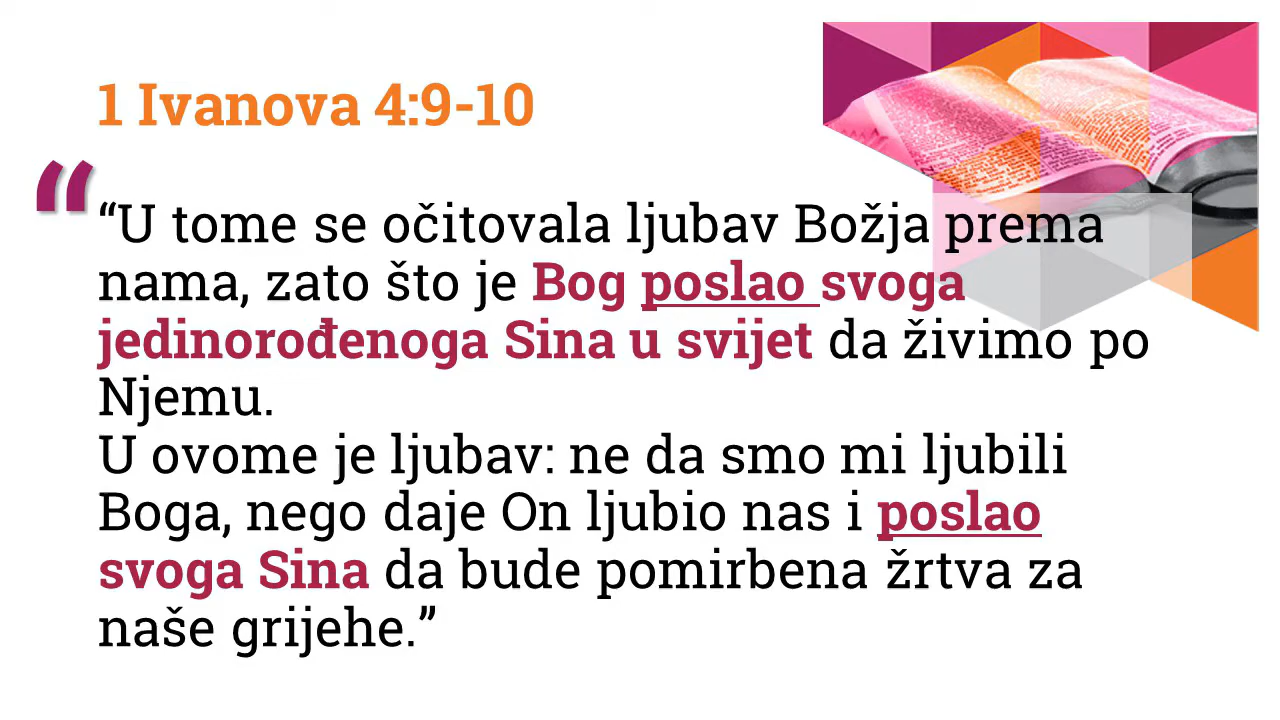 1 Ivanova 4:9-10
“
“U tome se očitovala ljubav Božja prema
nama, zato što je Bog poslao svoga
jedinorođenoga Sina u svijet da živimo po
Njemu.
U ovome je ljubav: ne da smo mi ljubili
Boga, nego daje On ljubio nas i poslao
svoga Sina da bude pomirbena žrtva za
naše grijehe.”